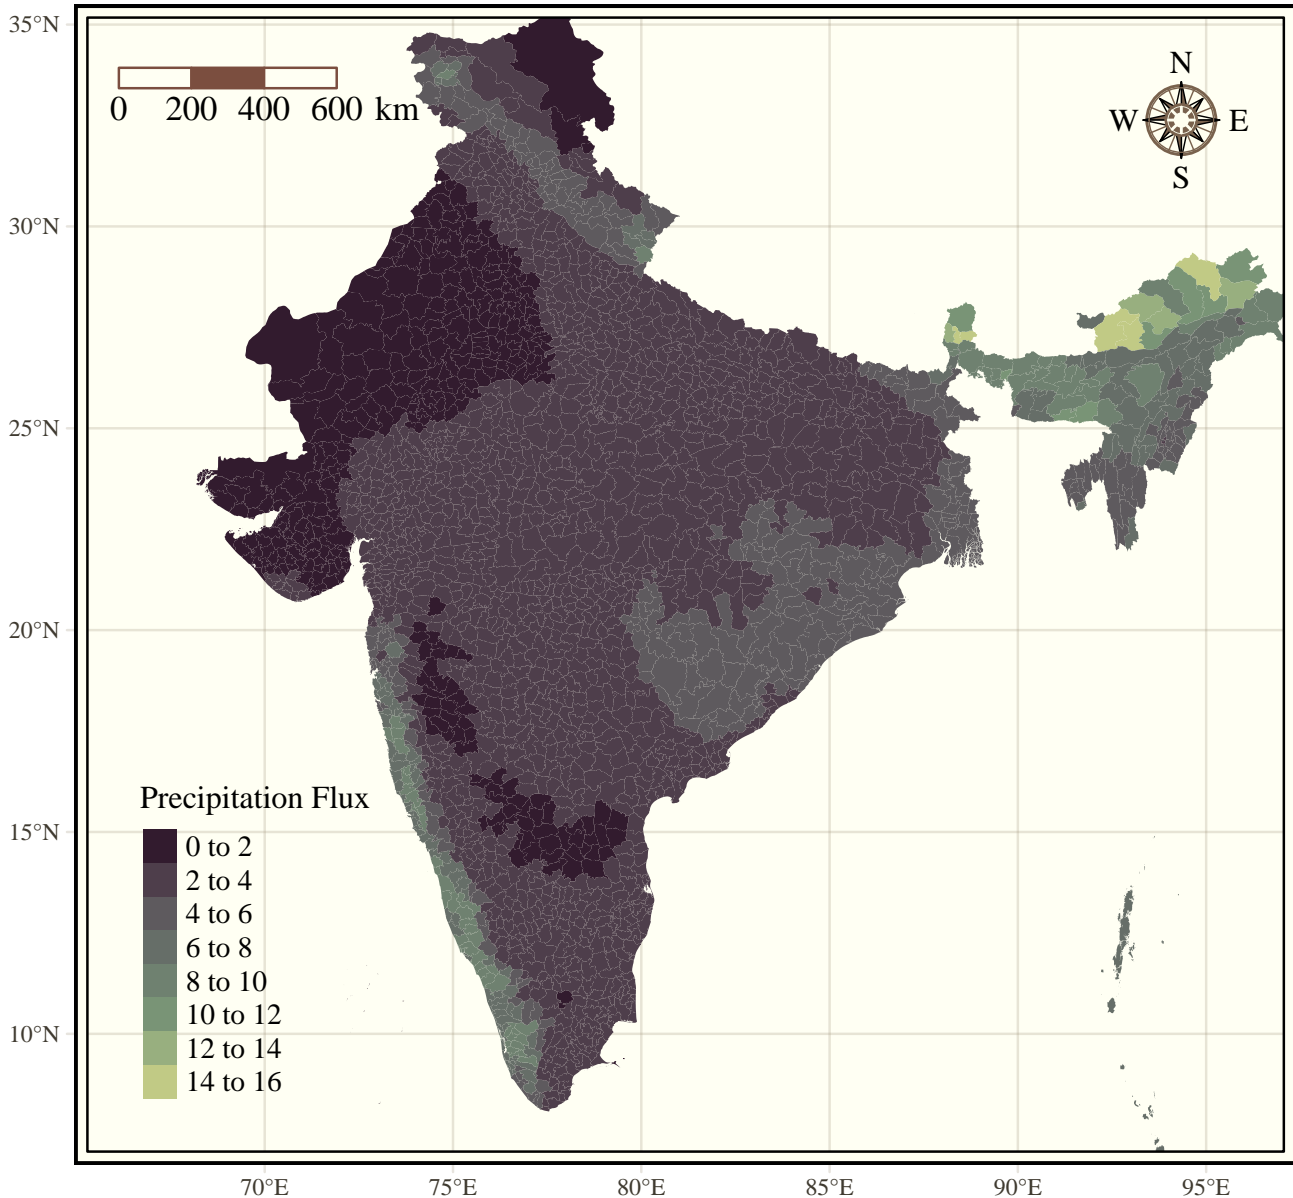 35°N
30°N
25°N
20°N
15°N
10°N
0 200 400 600 km
N
W E
S
Precipitation Flux
0 to 2
2 to 4
4 to 6
6 to 8
8 to 10
10 to 12
12 to 14
14 to 16
70°E 75°E 80°E 85°E 90°E 95°E